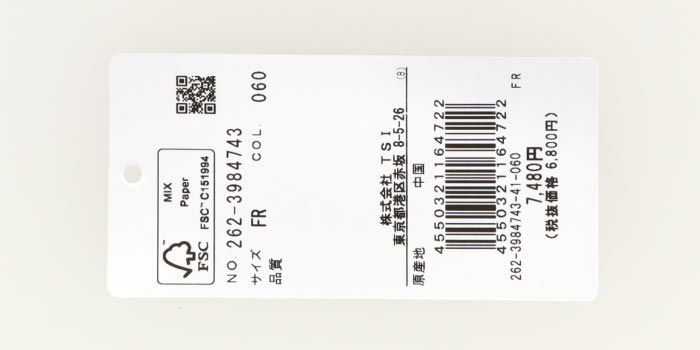 MIX
Paper
FSC™ C151994
FSC
NO. 262-3984743
COL. 060
サイズ FR
品質
株式会社 TSI
東京都港区赤坂 8-5-26
(8)
原産地 中国
4550321164722
4550321164722
262-3984743-41-060 FR
7,480円
(税抜価格 6,800円)